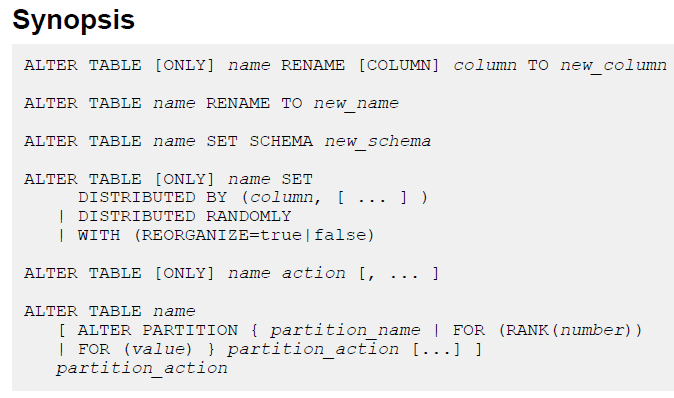 Synopsis
ALTER TABLE [ONLY] name RENAME [COLUMN] column TO new_column
ALTER TABLE name RENAME TO new_name
ALTER TABLE name SET SCHEMA new_schema
ALTER TABLE [ONLY] name SET
DISTRIBUTED BY (column, [ ... ] )
| DISTRIBUTED RANDOMLY
| WITH (REORGANIZE=true|false)
ALTER TABLE [ONLY] name action [, ... ]
ALTER TABLE name
[ ALTER PARTITION { partition_name | FOR (RANK(number))
| FOR (value) } partition_action [...] ]
partition_action